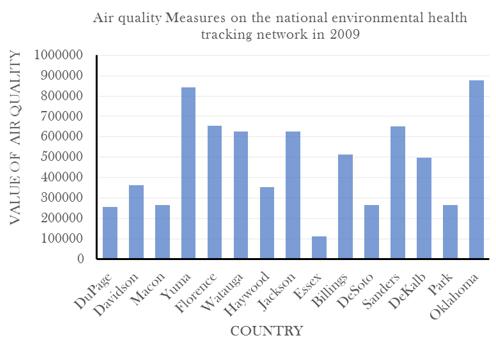 Air quality Measures on the national environmental health
tracking network in 2009
VALUE OF AIR QUALITY
1000000
900000
800000
700000
600000
500000
400000
300000
200000
100000
0
DuPage
Davidson
Macon
Yuma
Florence
Watauga
Haywood
Jackson
Essex
Billings
DeSoto
Sanders
DeKalb
Park
Oklahoma
COUNTRY